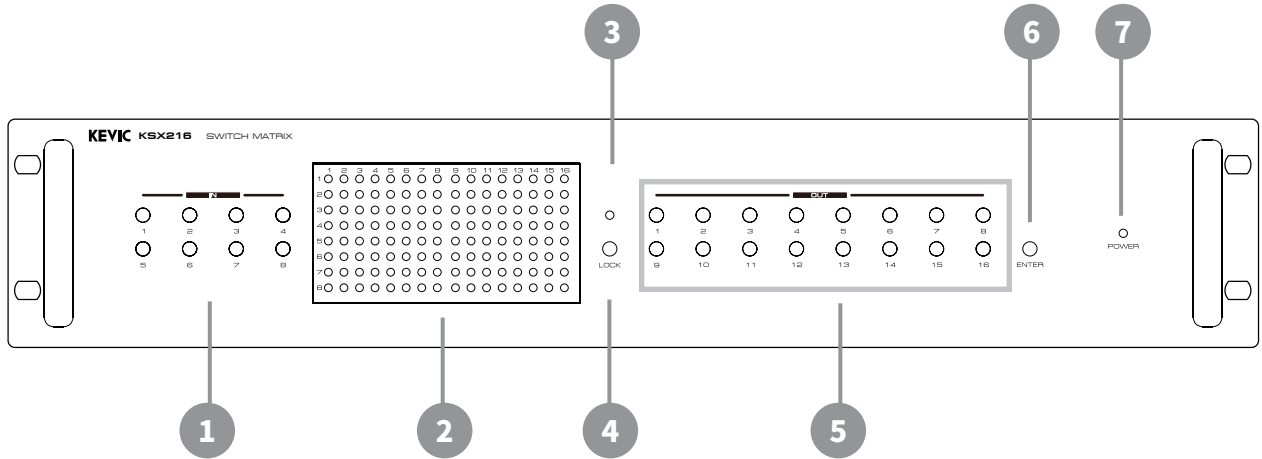 3 6 7
KEVIC KSX216 SWITCH MATRIX
1 2 3 4 5 6 7 8 9 10 11 12 13 14 15 16
1
2
3
4
5
6
7
8
IN
1 2 3 4
5 6 7 8
LOCK
OUT
1 2 3 4 5 6 7 8
9 10 11 12 13 14 15 16
ENTER
POWER
1 2 4 5